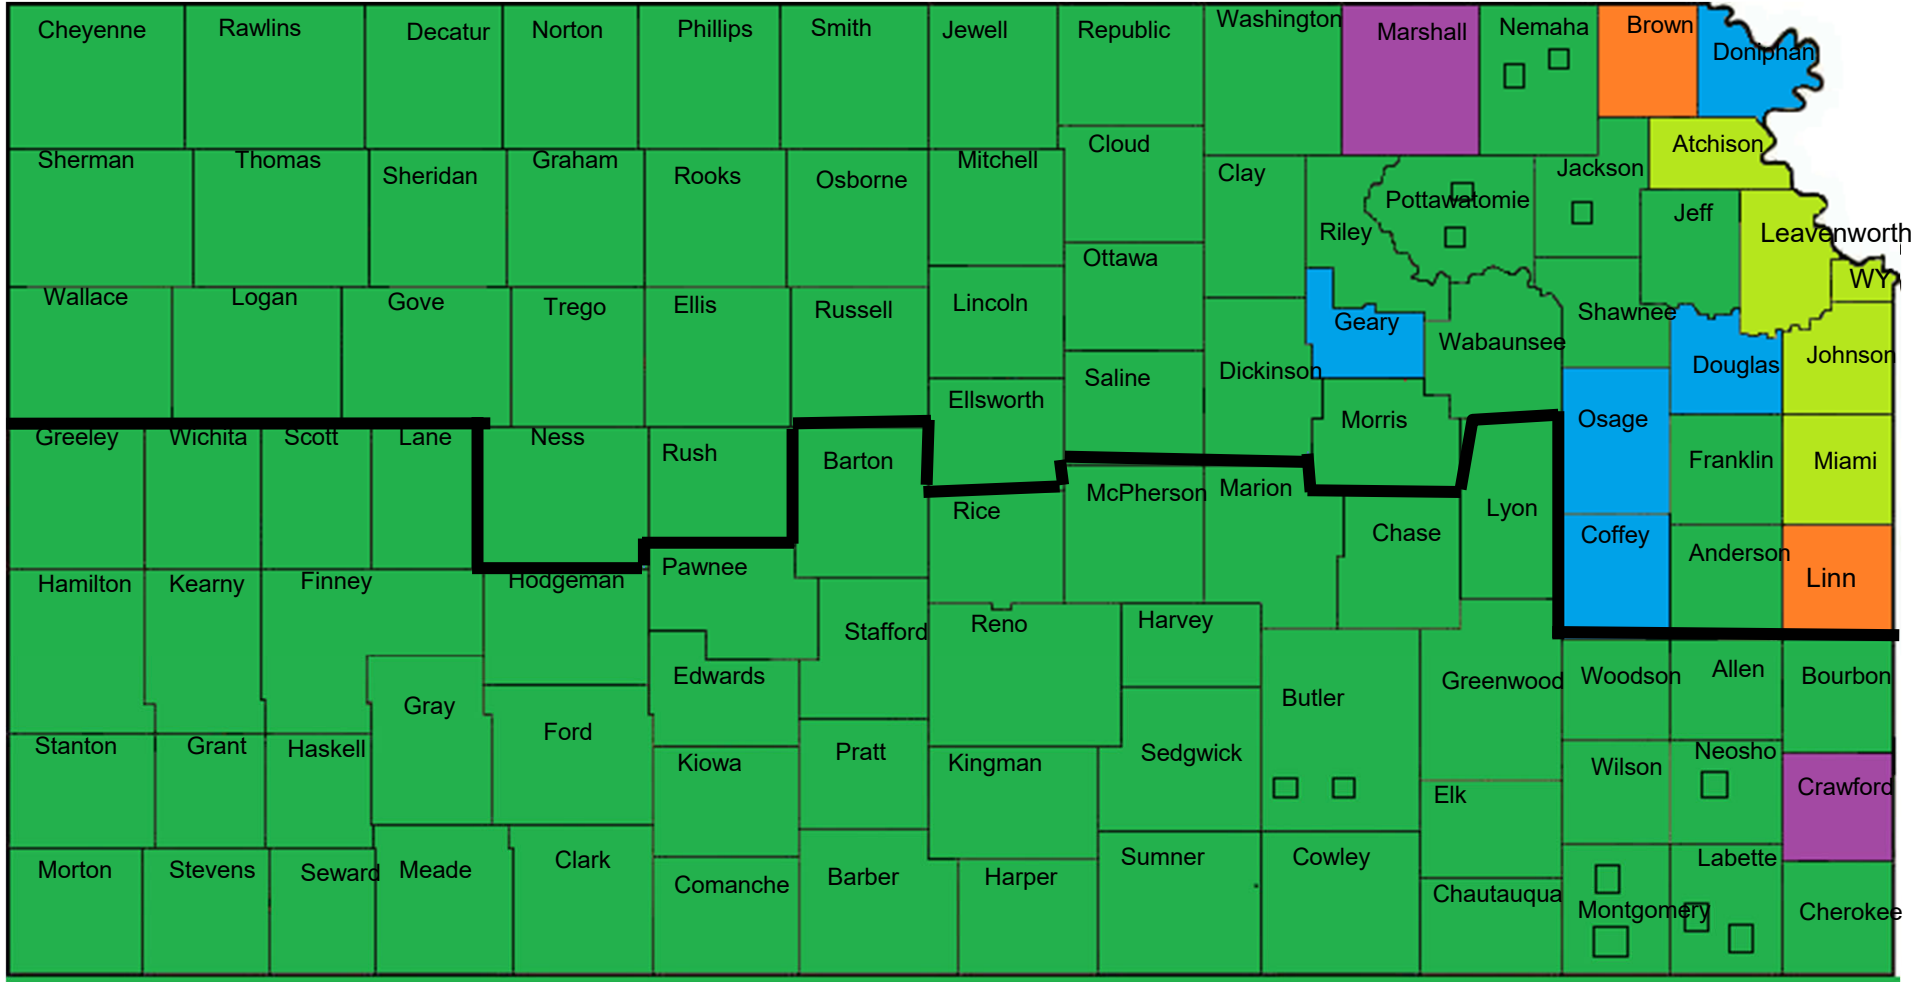 Cheyenne
Rawlins
Decatur
Norton
Phillips
Smith
Jewell
Republic
Washington
Marshall
Nemaha
Brown
Doniphan
Cloud
Atchison
Sherman
Thomas
Sheridan
Graham
Rooks
Osborne
Mitchell
Clay
Jackson
Pottawatomie
Riley
Jeff
Leavenworth
Ottawa
WY
Wallace
Logan
Gove
Trego
Ellis
Russell
Lincoln
Geary
Wabaunsee
Shawnee
Douglas
Johnson
Saline
Dickinson
Ellsworth
Morris
Osage
Greeley
Wichita
Scott
Lane
Ness
Rush
Barton
Rice
McPherson
Marion
Lyon
Franklin
Miami
Chase
Coffey
Anderson
Linn
Hamilton
Kearny
Finney
Hodgeman
Pawnee
Stafford
Reno
Harvey
Edwards
Gray
Ford
Butler
Greenwood
Woodson
Allen
Bourbon
Stanton
Grant
Haskell
Kiowa
Pratt
Kingman
Sedgwick
Elk
Wilson
Neosho
Crawford
Morton
Stevens
Seward
Meade
Clark
Comanche
Barber
Harper
Sumner
Cowley
Chautauqua
Montgomery
Labette
Cherokee